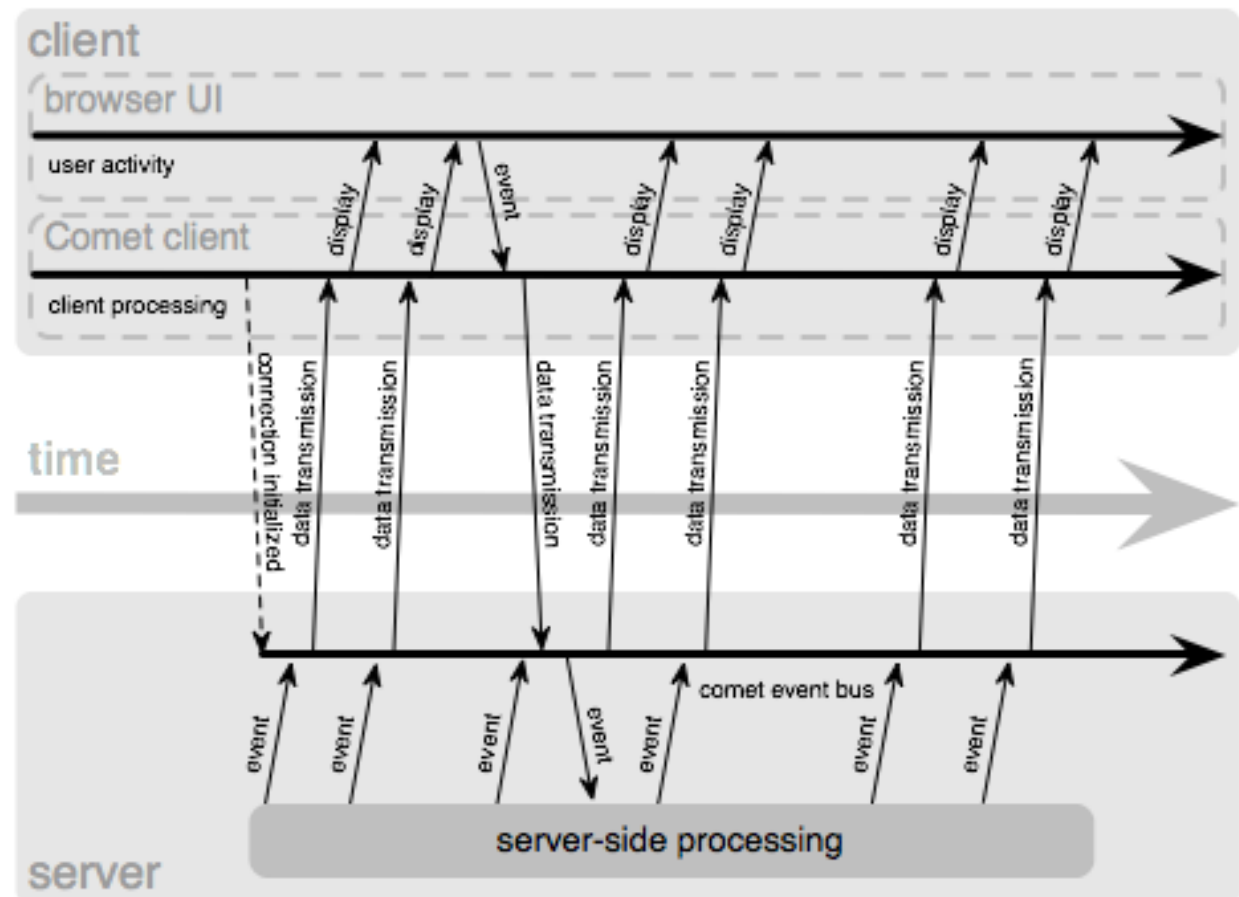 client
browser UI
user activity
display
display
event
display
display
display
display
Comet client
client processing
connection initialized
data transmission
data transmission
data transmission
data transmission
data transmission
data transmission
data transmission
time
comet event bus
event
event
event
event
event
event
event
server-side processing
server